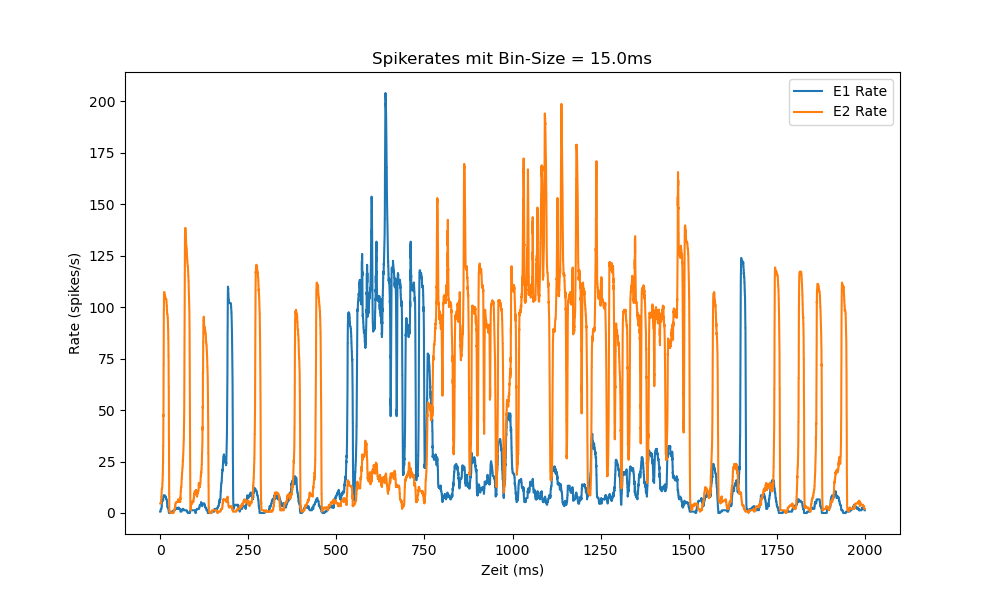 Spikerates mit Bin-Size = 15.0ms
E1 Rate
E2 Rate
Rate (spikes/s)
200
175
150
125
100
75
50
25
0
0 250 500 750 1000 1250 1500 1750 2000
Zeit (ms)